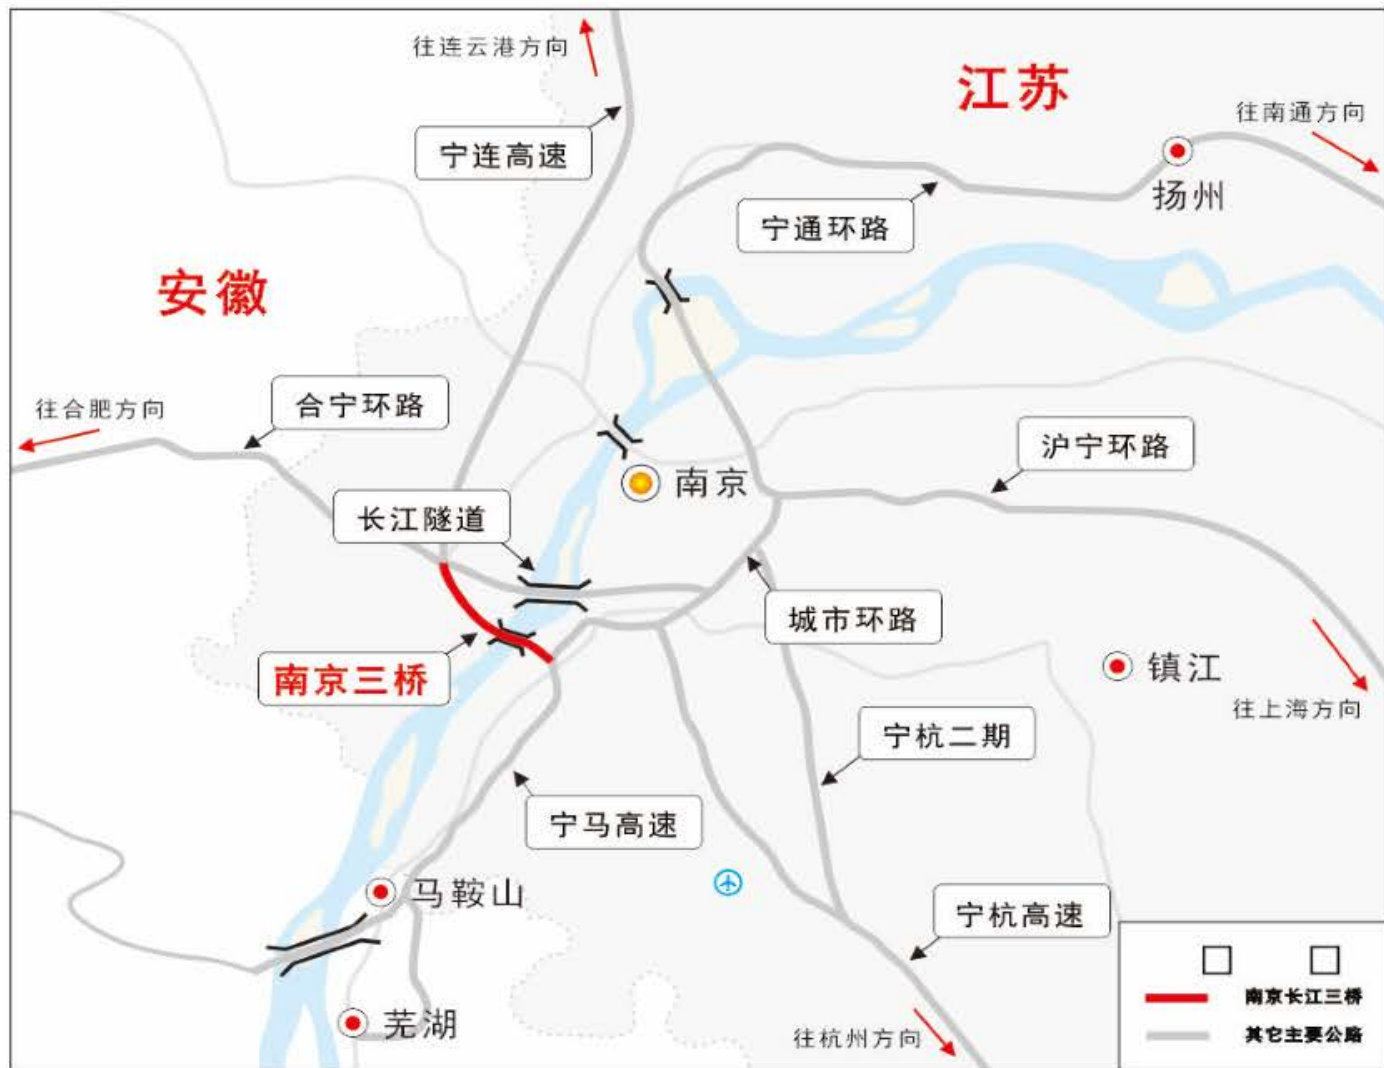 往连云港方向
江苏
往南通方向
宁连高速
扬州
宁通环路
安徽
合宁环路
往合肥方向
沪宁环路
南京
长江隧道
城市环路
南京三桥
镇江
往上海方向
宁杭二期
宁马高速
马鞍山
宁杭高速
芜湖
往杭州方向
□ □
南京长江三桥
其它主要公路